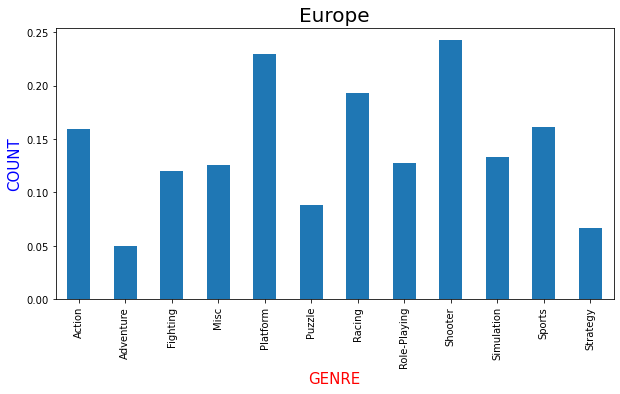 Europe
COUNT
0.25
0.20
0.15
0.10
0.05
0.00
Action
Adventure
Fighting
Misc
Platform
Puzzle
Racing
Role-Playing
Shooter
Simulation
Sports
Strategy
GENRE